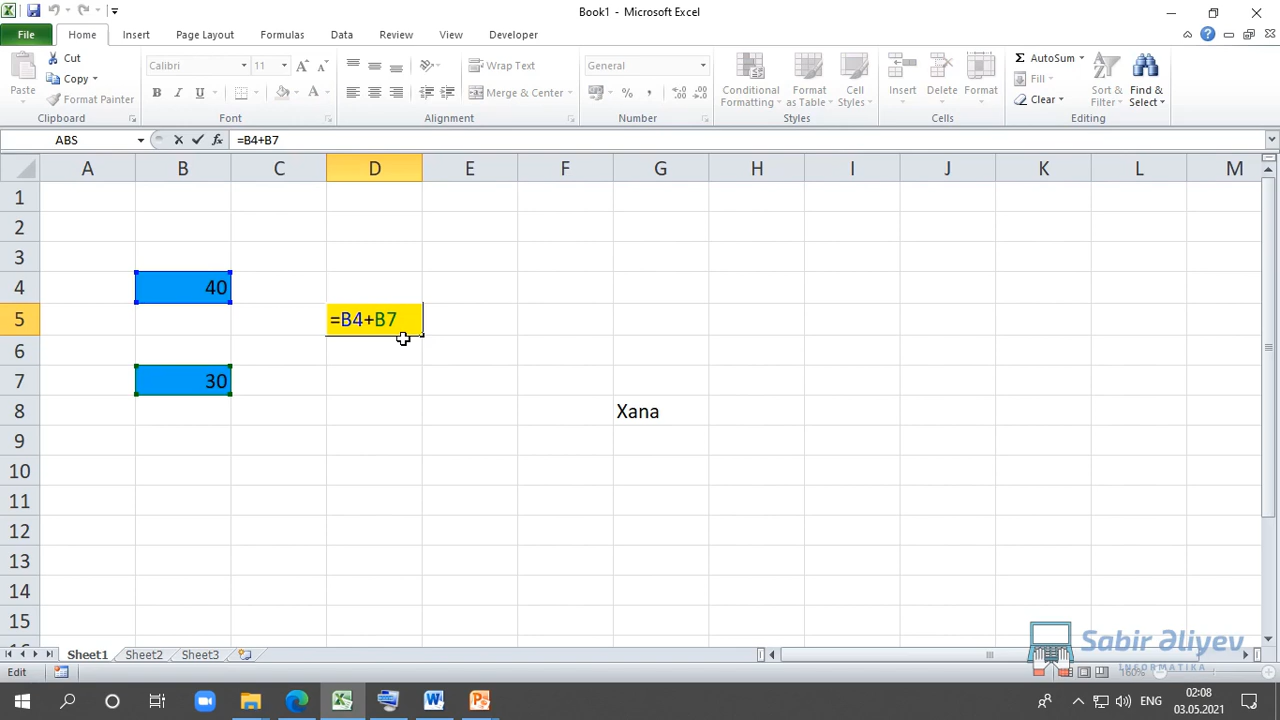 Book1 - Microsoft Excel
File Home Insert Page Layout Formulas Data Review View Developer
Paste
Cut
Copy
Format Painter
Clipboard
Calibri 11
B I U
Font
Wrap Text
Merge & Center
Alignment
General
Number
Conditional Formatting
Format as Table
Cell Styles
Styles
Insert Delete Format
Cells
AutoSum
Fill
Clear
Sort & Filter
Find & Select
Editing
ABS fx =B4+B7
A B C D E F G H I J K L M
1
2
3
4 40
5 =B4+B7
6
7 30
8 Xana
9
10
11
12
13
14
15
Sheet1 Sheet2 Sheet3
Sabir Əliyev
INFORMATIKA
Edit 160%
ENG 02:08
03.05.2021